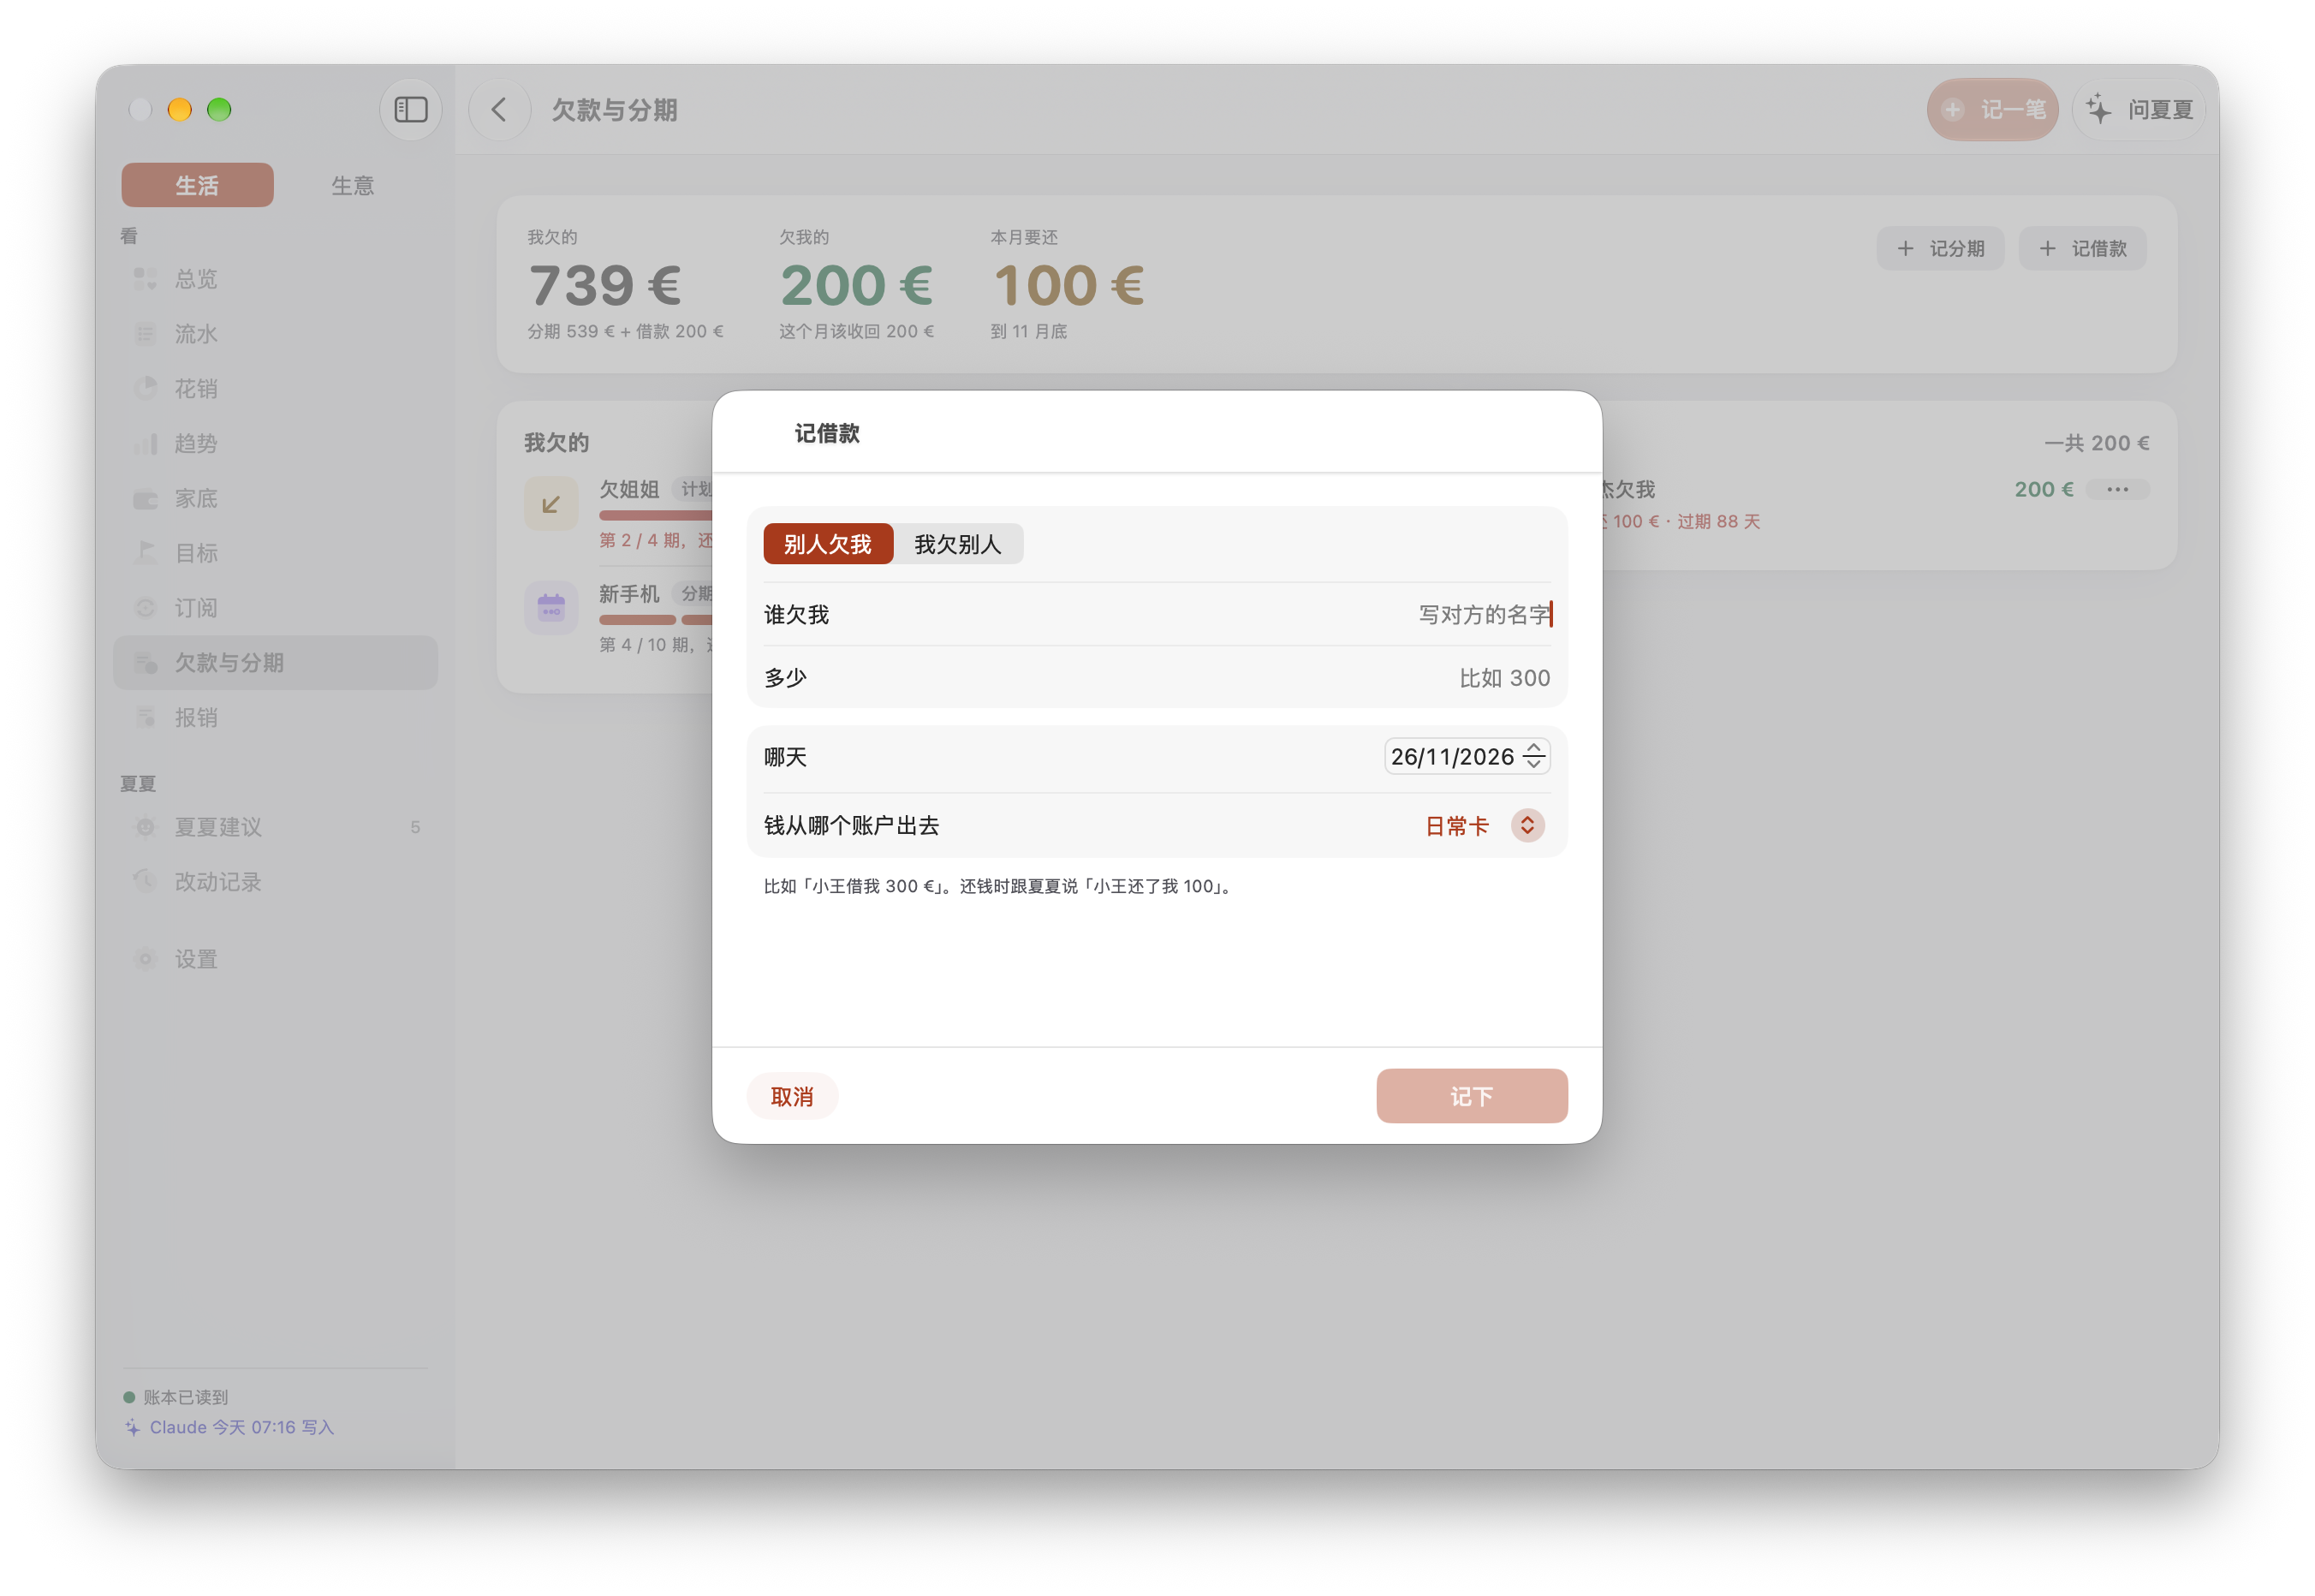 欠款与分期
记一笔
问夏夏
生活
生意
看
总览
流水
花销
趋势
家底
目标
订阅
欠款与分期
报销
夏夏
夏夏建议
5
改动记录
设置
账本已读到
Claude 今天 07:16 写入
我欠的
739 €
分期 539 € + 借款 200 €
欠我的
200 €
这个月该收回 200 €
本月要还
100 €
到 11 月底
记分期
记借款
我欠的
欠姐姐
计划
第 2 / 4 期，还
新手机
分期
第 4 / 10 期，
一共 200 €
欠我
200 €
100 € · 过期 88 天
记借款
别人欠我
我欠别人
谁欠我
写对方的名字
多少
比如 300
哪天
26/11/2026
钱从哪个账户出去
日常卡
比如「小王借我 300 €」。还钱时跟夏夏说「小王还了我 100」。
取消
记下